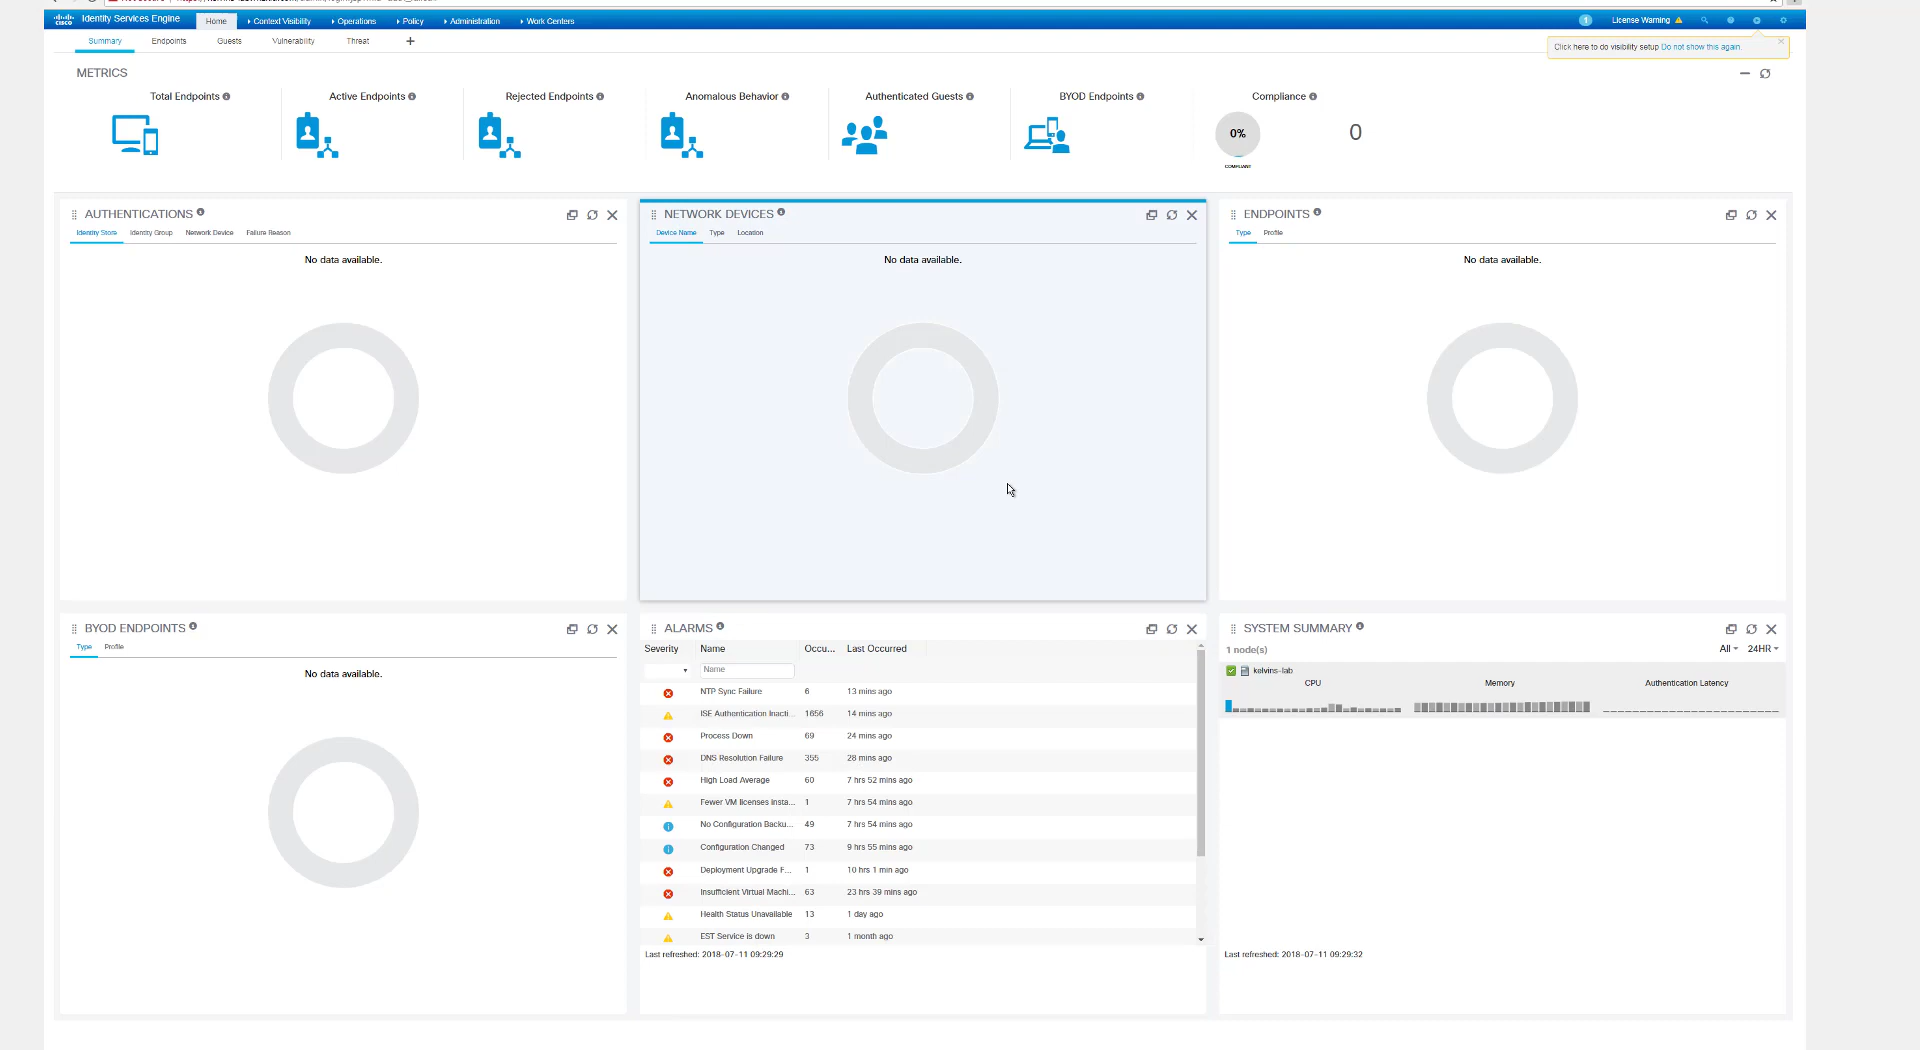 CISCO Identity Services Engine Home Context Visibility Operations Policy Administration Work Centers 1 License Warning
Summary Endpoints Guests Vulnerability Threat +
Click here to do visibility setup Do not show this again.
METRICS
Total Endpoints Active Endpoints Rejected Endpoints Anomalous Behavior Authenticated Guests BYOD Endpoints Compliance
0% 0
COMPLIANT
AUTHENTICATIONS
Identity Store Identity Group Network Device Failure Reason
No data available.
NETWORK DEVICES
Device Name Type Location
No data available.
ENDPOINTS
Type Profile
No data available.
BYOD ENDPOINTS
Type Profile
No data available.
ALARMS
Severity Name Occu... Last Occurred
Name
NTP Sync Failure 6 13 mins ago
ISE Authentication Inacti... 1656 14 mins ago
Process Down 69 24 mins ago
DNS Resolution Failure 355 28 mins ago
High Load Average 60 7 hrs 52 mins ago
Fewer VM licenses insta... 1 7 hrs 54 mins ago
No Configuration Backu... 49 7 hrs 54 mins ago
Configuration Changed 73 9 hrs 55 mins ago
Deployment Upgrade F... 1 10 hrs 1 min ago
Insufficient Virtual Machi... 63 23 hrs 39 mins ago
Health Status Unavailable 13 1 day ago
EST Service is down 3 1 month ago
Last refreshed: 2018-07-11 09:29:29
SYSTEM SUMMARY
1 node(s) All 24HR
kelvins-lab
CPU Memory Authentication Latency
Last refreshed: 2018-07-11 09:29:32